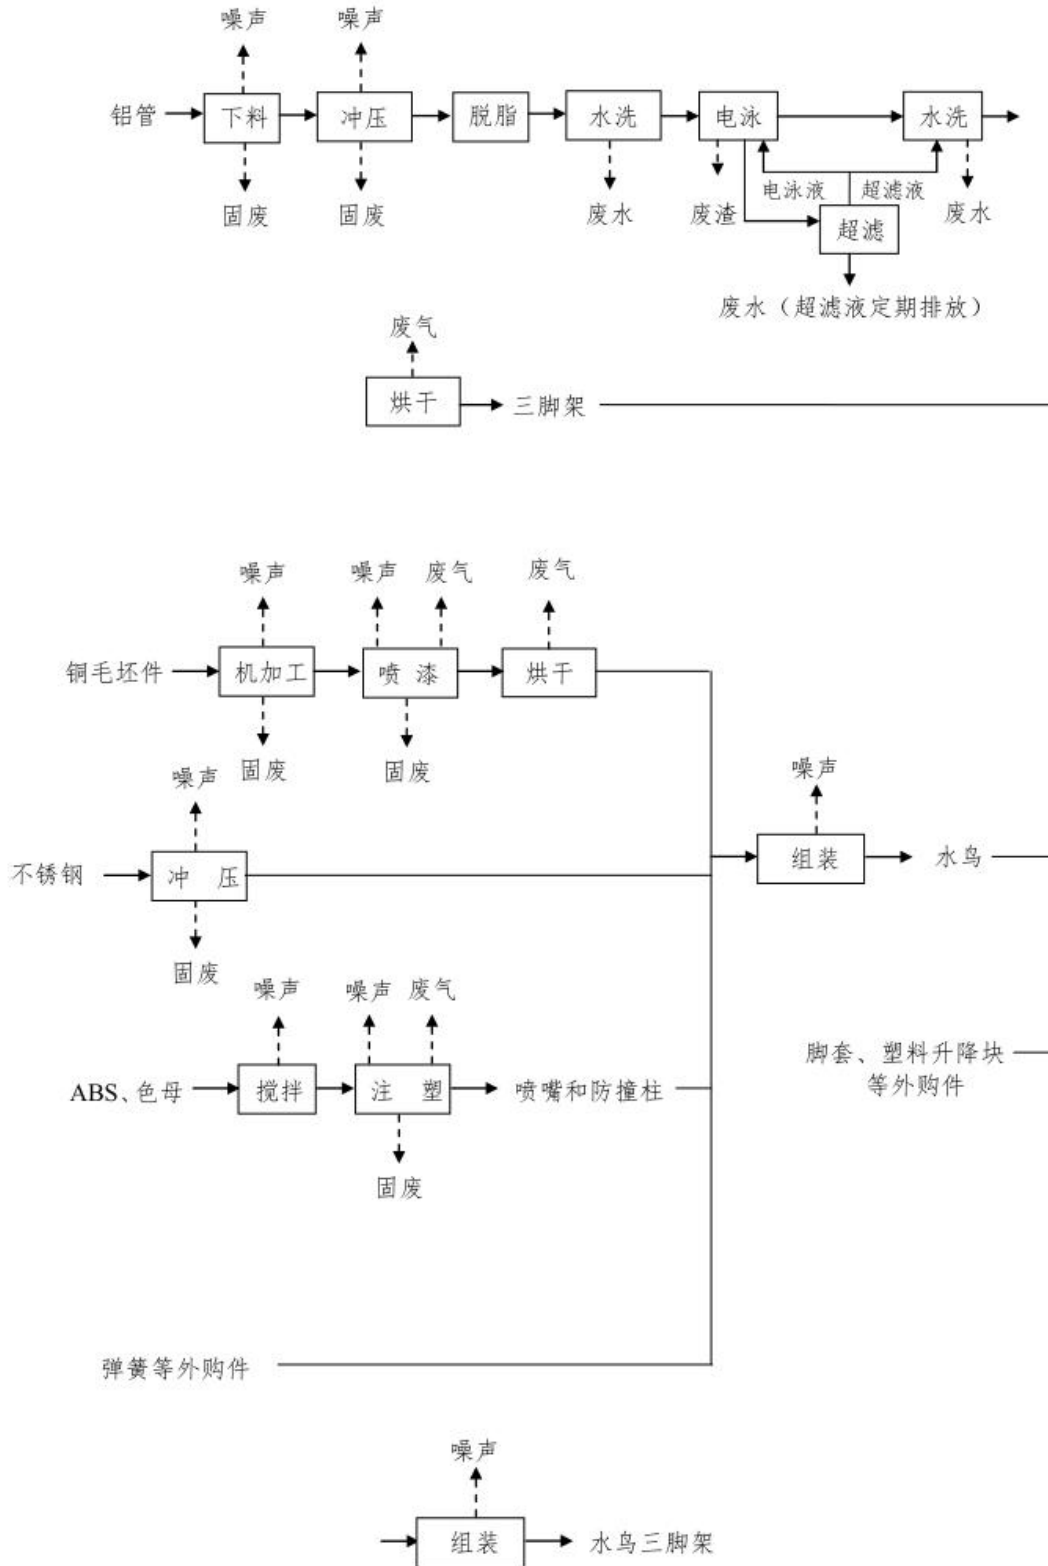 噪声 噪声
铝管 下料 冲压 脱脂 水洗 电泳 水洗
电泳液 超滤液
固废 固废 废水 废渣 超滤 废水
废水（超滤液定期排放）
废气
烘干 三脚架
噪声 噪声 废气 废气
铜毛坯件 机加工 喷漆 烘干
噪声 固废 固废 噪声
不锈钢 冲压 组装 水鸟
固废
噪声 噪声 废气
脚套、塑料升降块
等外购件
ABS、色母 搅拌 注塑 喷嘴和防撞柱
固废
弹簧等外购件
噪声
组装 水鸟三脚架